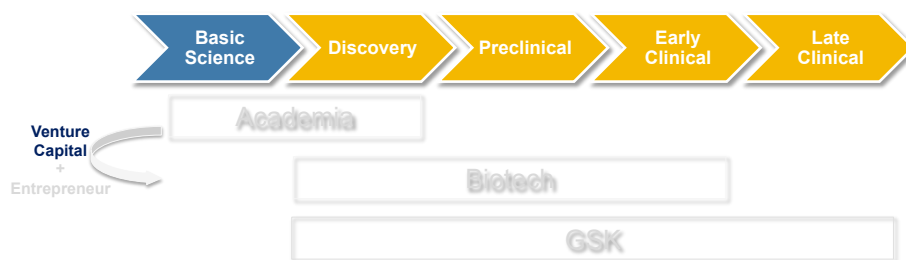 Basic
Science
Discovery
Preclinical
Early
Clinical
Late
Clinical
Academia
Venture
Capital
+
Entrepreneur
Biotech
GSK